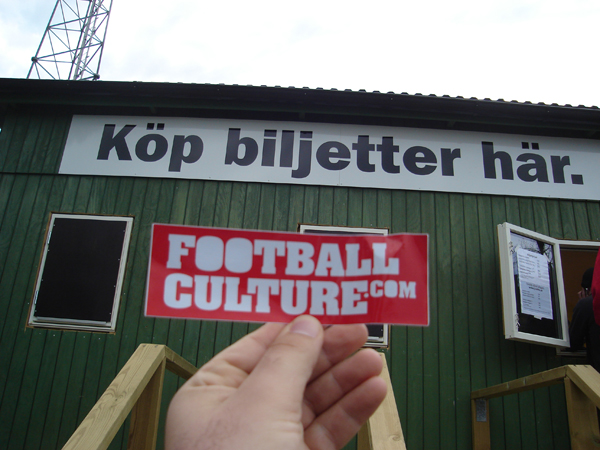 Köp biljetter här.
FOOTBALL
CULTURE.COM